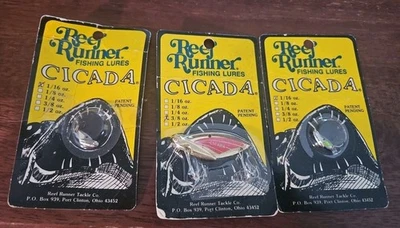 Reef
Runner
FISHING LURES
CICADA
1/16 oz.
1/8 oz.
1/4 oz.
3/8 oz.
1/2 oz.
PATENT
PENDING
Reef Runner Tackle Co.
P.O. Box 939, Port Clinton, Ohio 43452
Reef
Runner
FISHING LURES
CICADA
1/16 oz.
1/8 oz.
1/4 oz.
3/8 oz.
1/2 oz.
PATENT
PENDING
Reef Runner Tackle Co.
P.O. Box 939, Port Clinton, Ohio 43452
Reef
Runner
FISHING LURES
CICADA
1/16 oz.
1/8 oz.
1/4 oz.
3/8 oz.
1/2 oz.
PATENT
PENDING
Reef Runner Tackle Co.
P.O. Box 939, Port Clinton, Ohio 43452